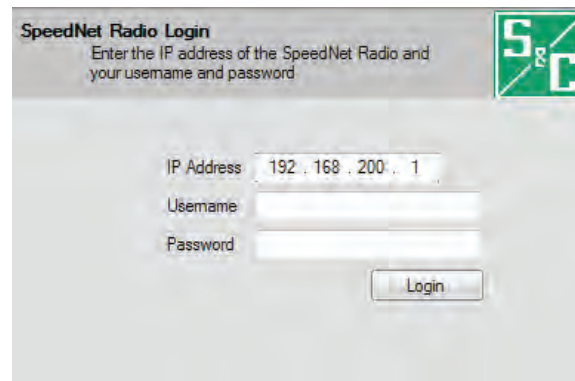 SpeedNet Radio Login
Enter the IP address of the SpeedNet Radio and
your username and password
S&C
IP Address 192 . 168 . 200 . 1
Username
Password
Login